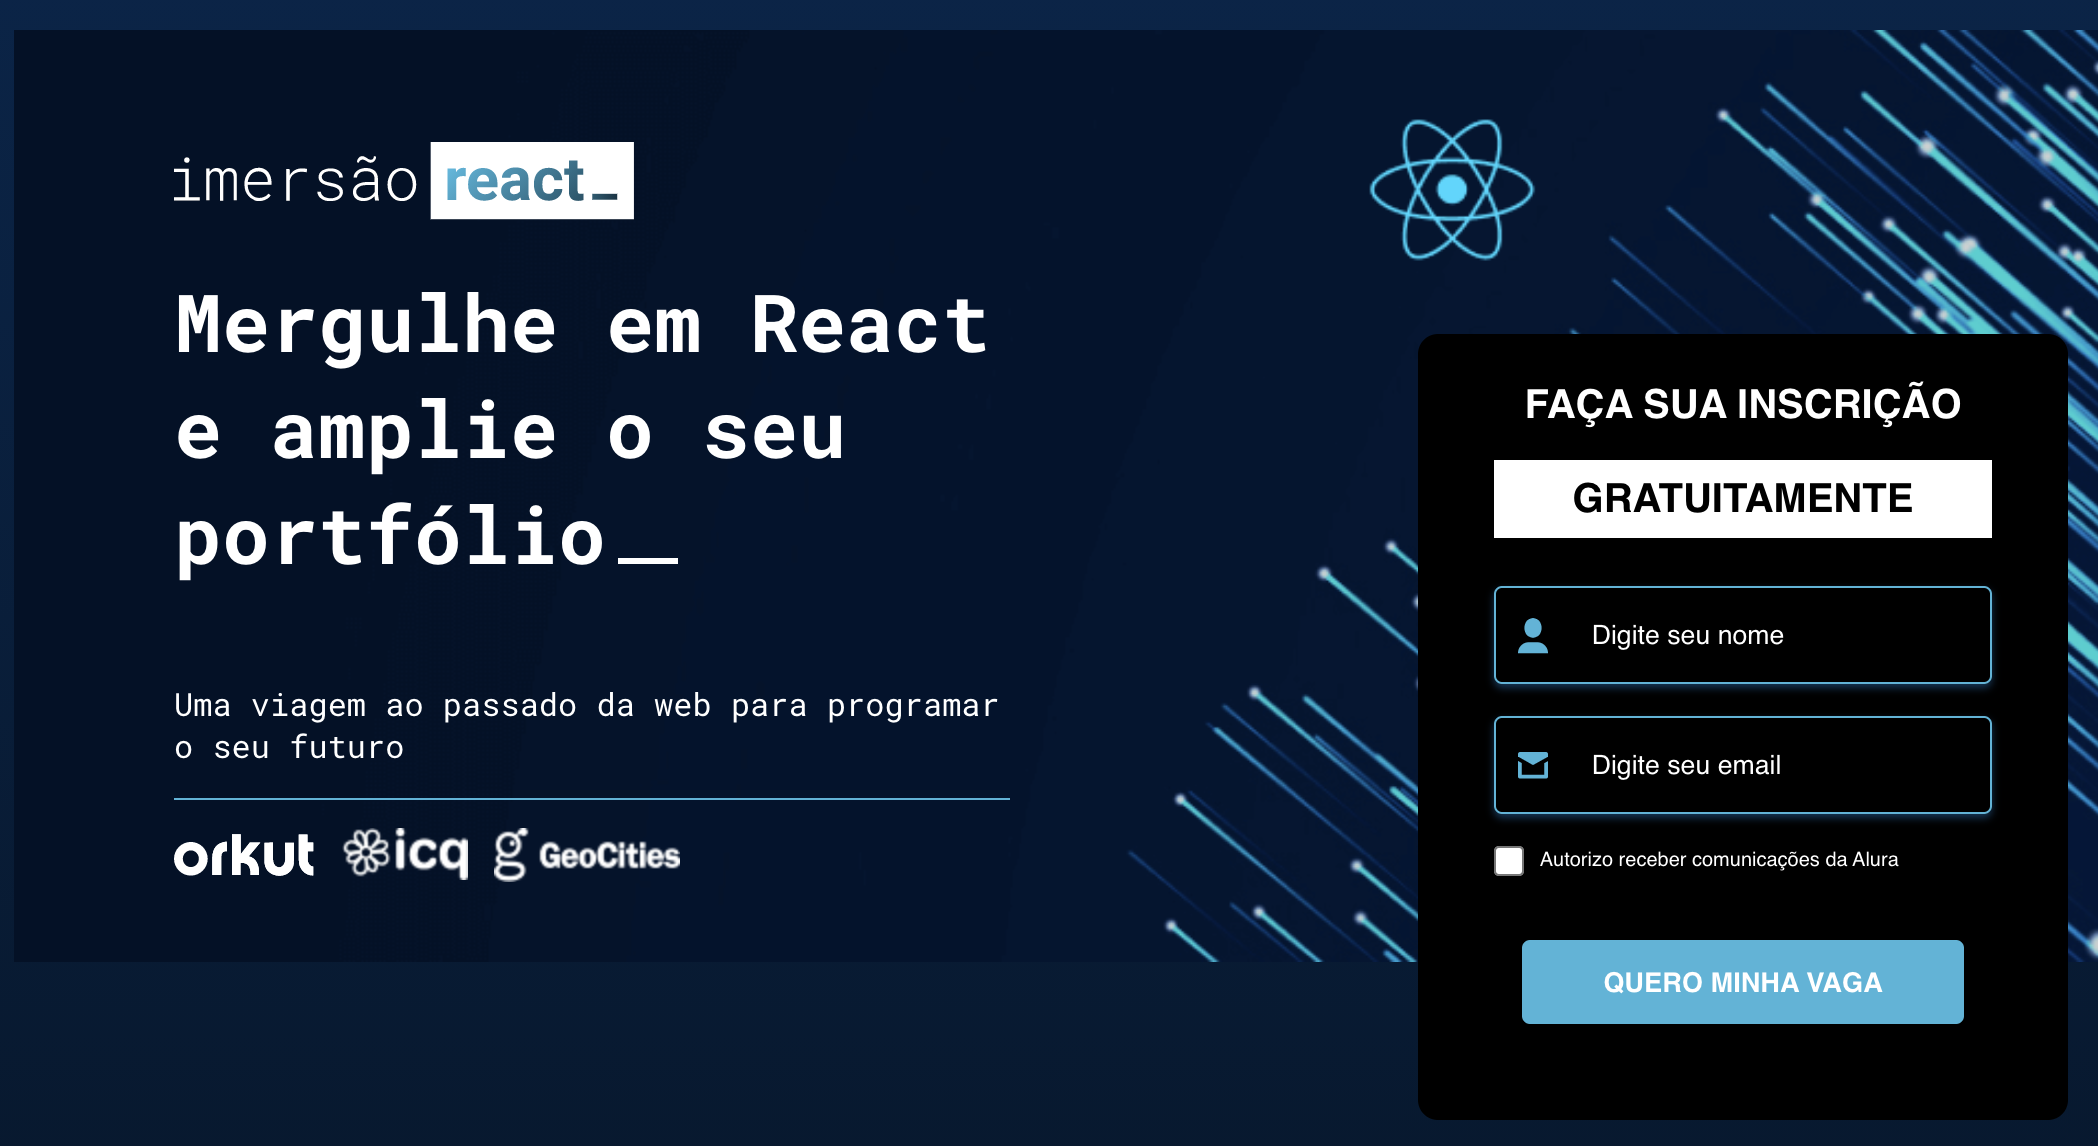 imersão react_
Mergulhe em React
e amplie o seu
portfólio_
Uma viagem ao passado da web para programar
o seu futuro
orkut icq g GeoCities
FAÇA SUA INSCRIÇÃO
GRATUITAMENTE
Digite seu nome
Digite seu email
Autorizo receber comunicações da Alura
QUERO MINHA VAGA